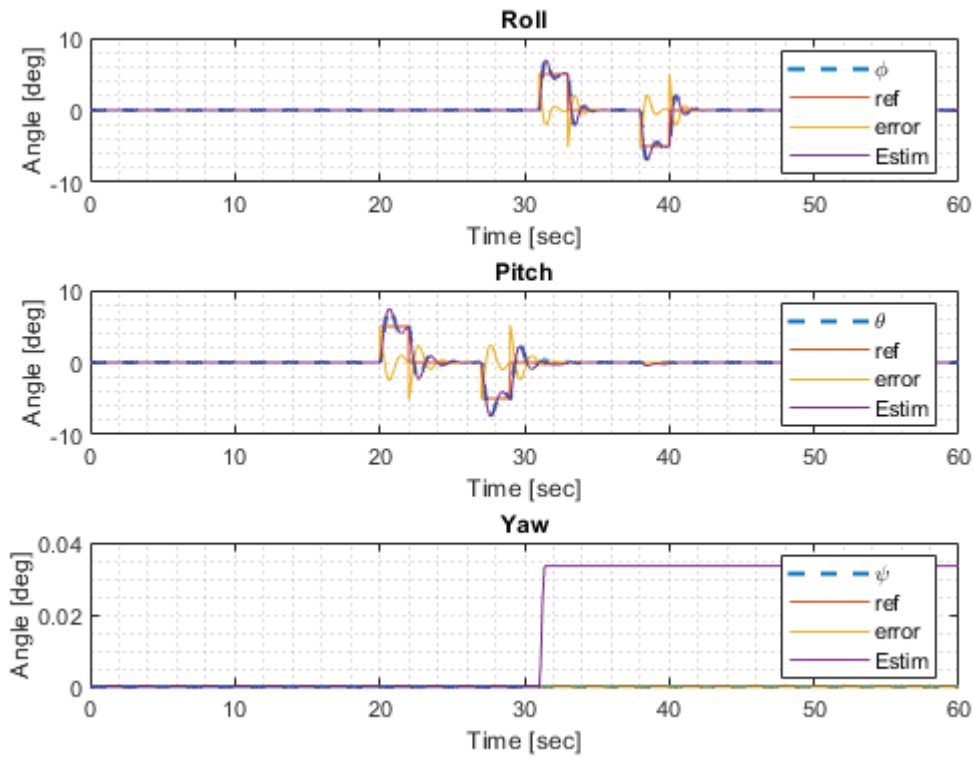 Roll
Angle [deg]
10
0
-10
ϕ
ref
error
Estim
0 10 20 30 40 50 60
Time [sec]
Pitch
Angle [deg]
10
0
-10
θ
ref
error
Estim
0 10 20 30 40 50 60
Time [sec]
Yaw
Angle [deg]
0.04
0.02
0
ψ
ref
error
Estim
0 10 20 30 40 50 60
Time [sec]